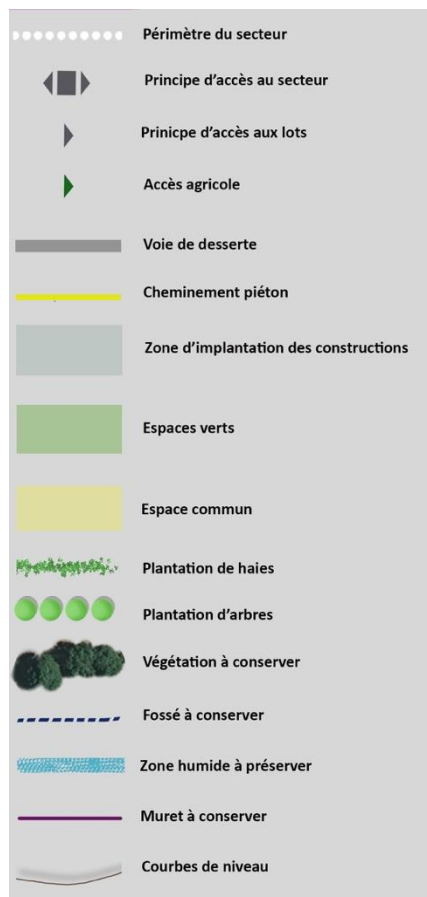 Périmètre du secteur
Principe d'accès au secteur
Prinicpe d'accès aux lots
Accès agricole
Voie de desserte
Cheminement piéton
Zone d'implantation des constructions
Espaces verts
Espace commun
Plantation de haies
Plantation d'arbres
Végétation à conserver
Fossé à conserver
Zone humide à préserver
Muret à conserver
Courbes de niveau